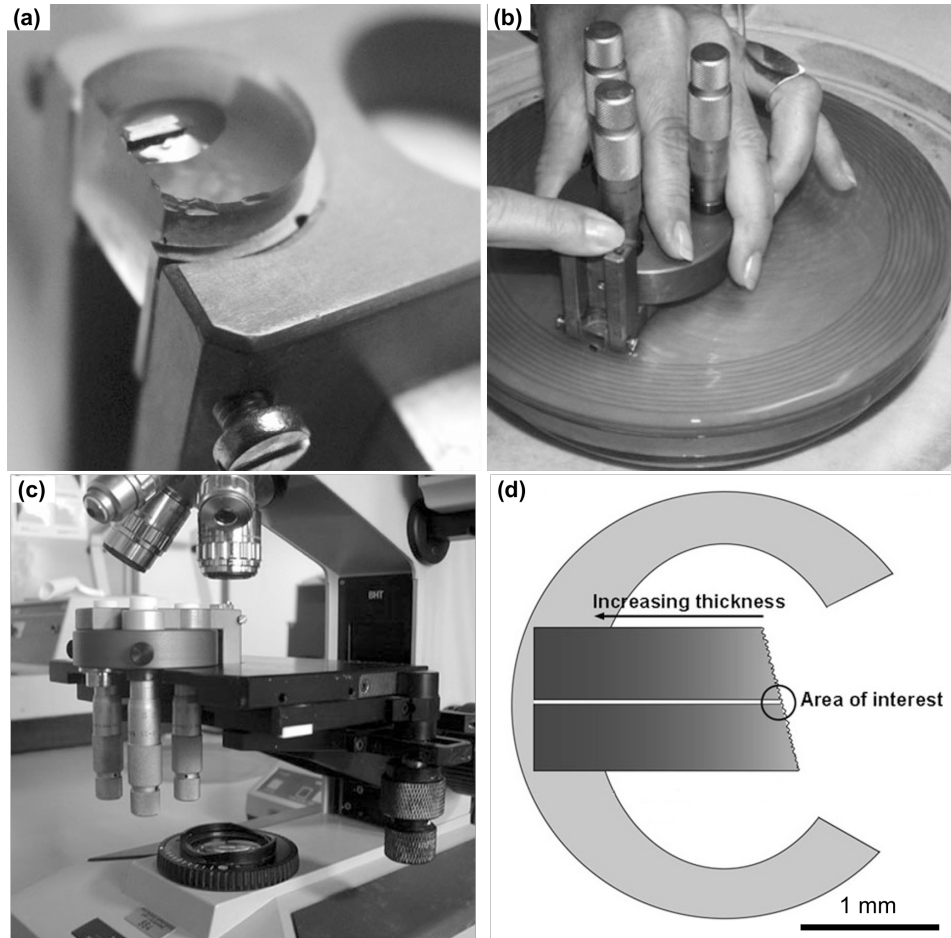 (a)
(b)
(c)
BHT
(d)
Increasing thickness
Area of interest
1 mm